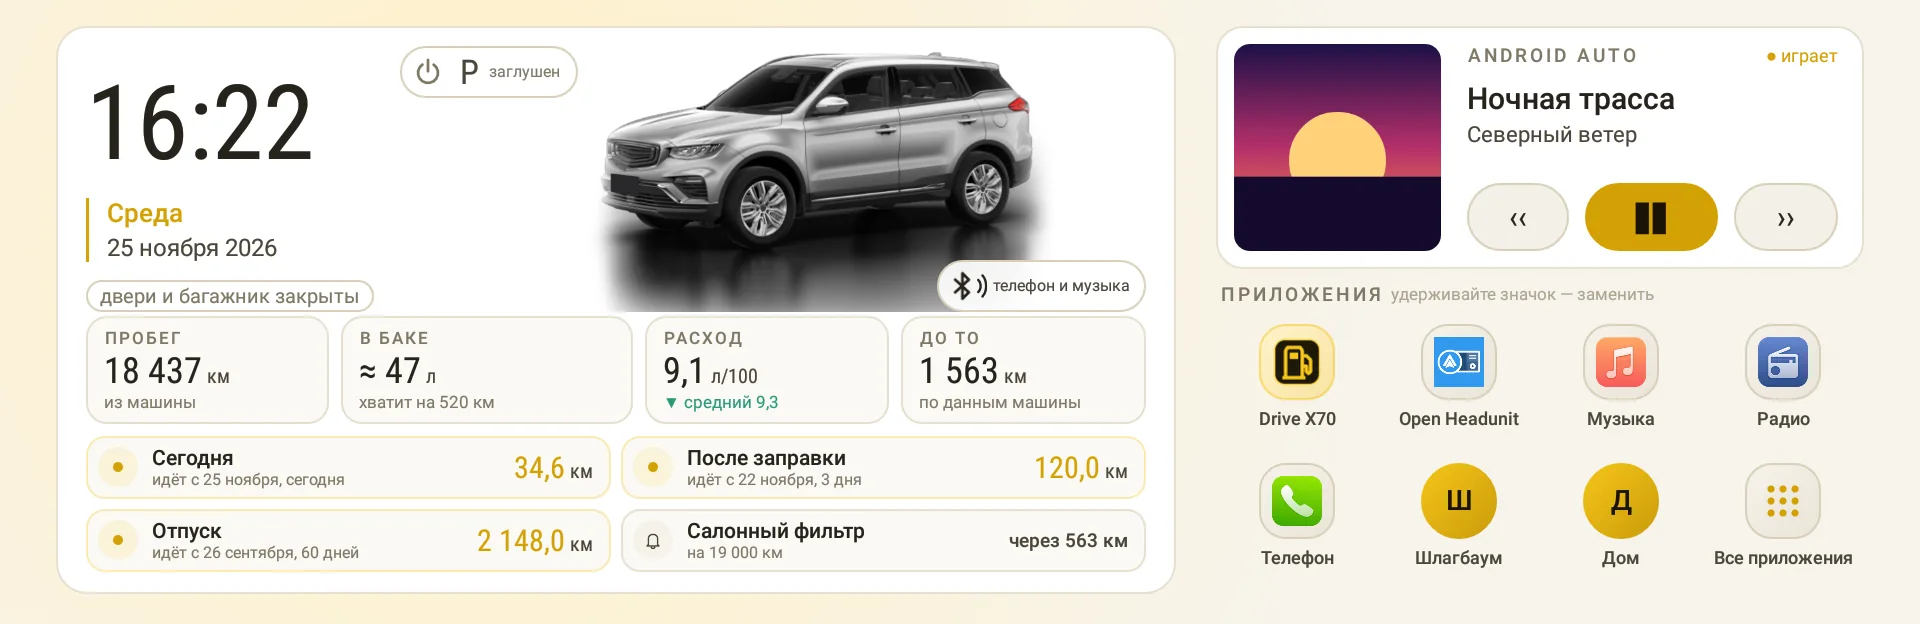 16:22
P заглушен
Среда
25 ноября 2026
двери и багажник закрыты
телефон и музыка
ПРОБЕГ
18 437 км
из машины
В БАКЕ
≈ 47 л
хватит на 520 км
РАСХОД
9,1 л/100
▼ средний 9,3
ДО ТО
1 563 км
по данным машины
Сегодня
идёт с 25 ноября, сегодня
34,6 км
После заправки
идёт с 22 ноября, 3 дня
120,0 км
Отпуск
идёт с 26 сентября, 60 дней
2 148,0 км
Салонный фильтр
на 19 000 км
через 563 км
ANDROID AUTO
• играет
Ночная трасса
Северный ветер
‹‹
››
ПРИЛОЖЕНИЯ удерживайте значок — заменить
Drive X70
Open Headunit
Музыка
Радио
Телефон
Ш
Шлагбаум
Д
Дом
Все приложения